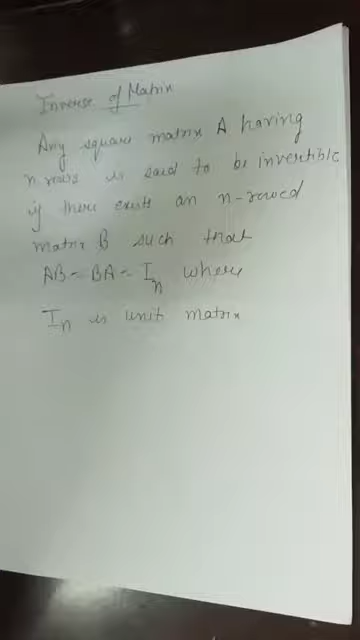 Inverse of Matrix
Any square matrix A having
n rows is said to be invertible
if there exists an n-rowed
matrix B such that
AB = BA = Iₙ where
Iₙ is unit matrix